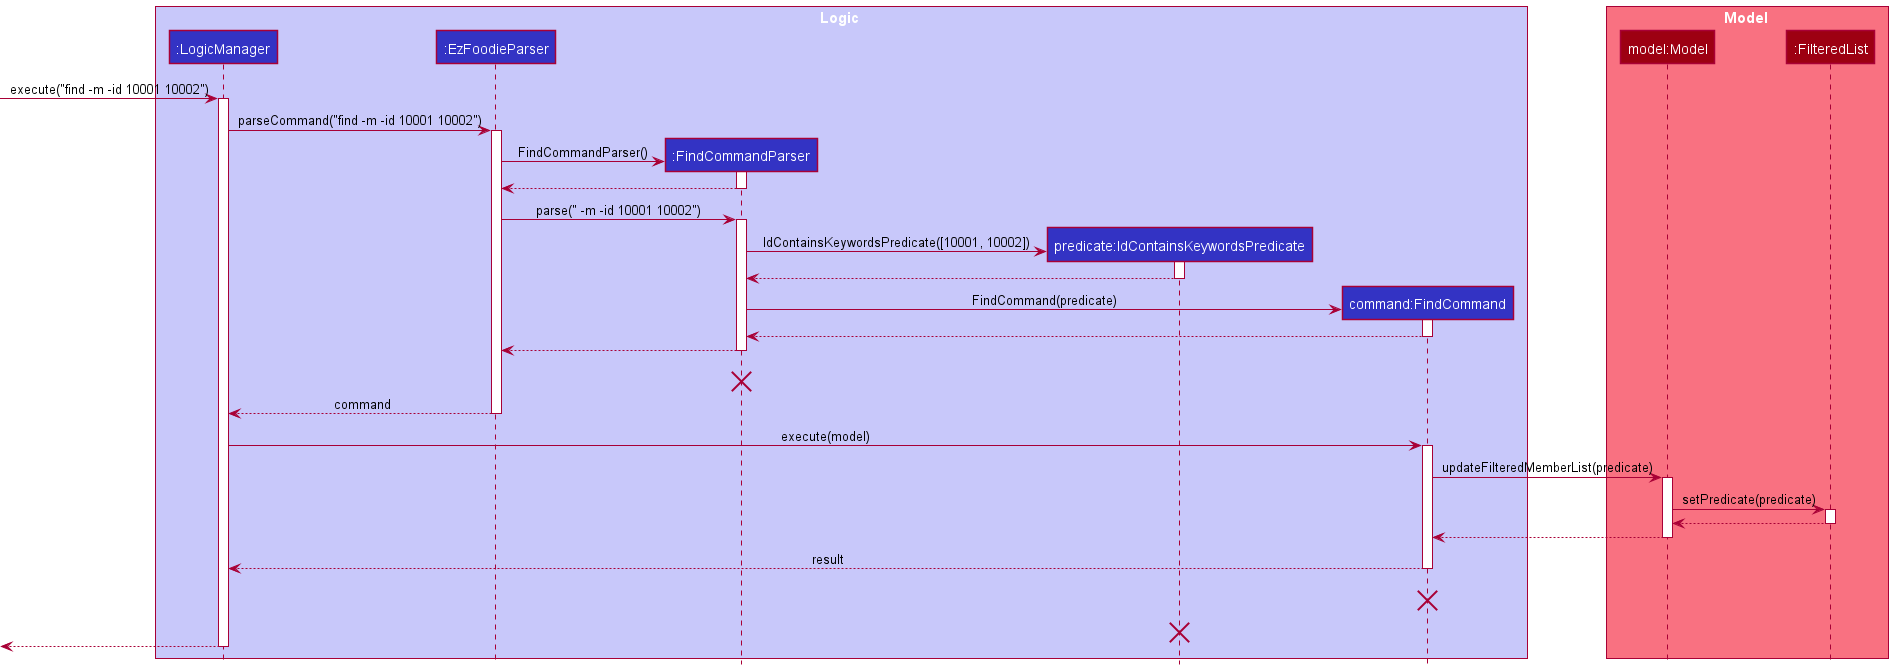 Logic
Model
:LogicManager
:EzFoodieParser
model:Model
:FilteredList
execute("find -m -id 10001 10002")
parseCommand("find -m -id 10001 10002")
FindCommandParser()
:FindCommandParser
parse(" -m -id 10001 10002")
IdContainsKeywordsPredicate([10001, 10002])
predicate:IdContainsKeywordsPredicate
FindCommand(predicate)
command:FindCommand
command
execute(model)
updateFilteredMemberList(predicate)
setPredicate(predicate)
result